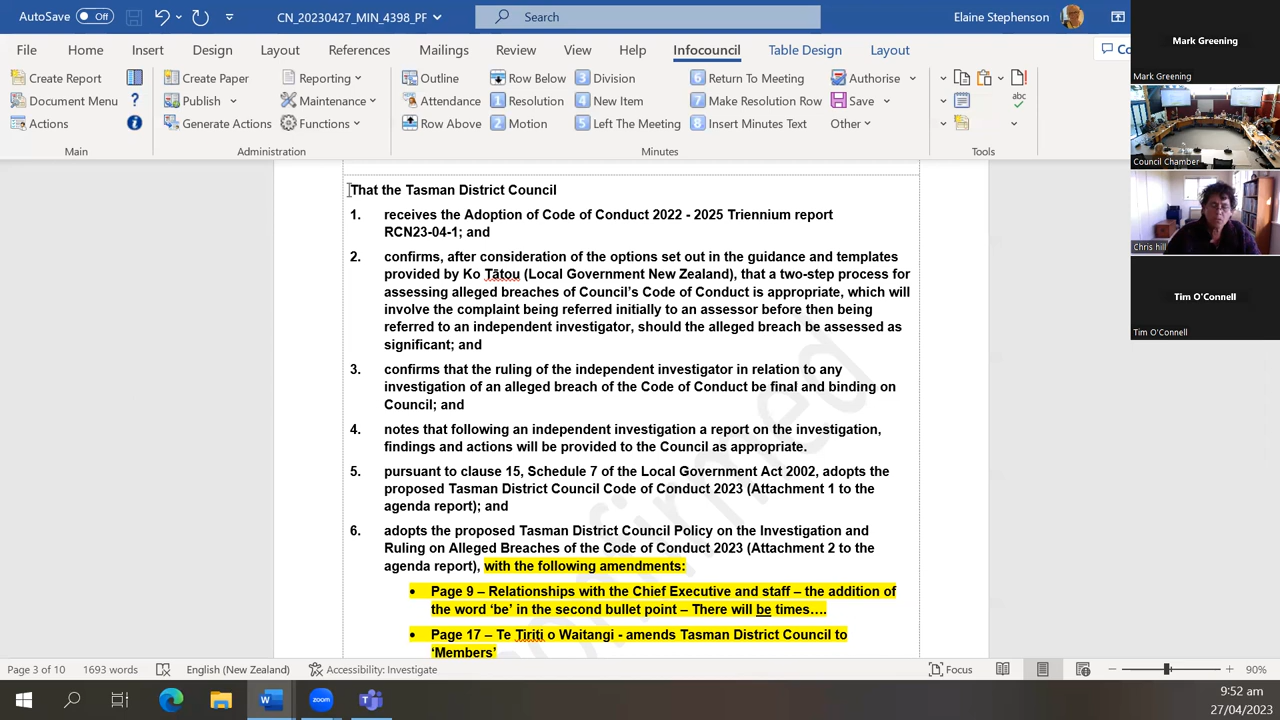 AutoSave Off CN_20230427_MIN_4398_PF Search Elaine Stephenson
File Home Insert Design Layout References Mailings Review View Help Infocouncil Table Design Layout Co
Create Report Create Paper Reporting Outline Row Below 3 Division 6 Return To Meeting Authorise
Document Menu ? Publish Maintenance Attendance 1 Resolution 4 New Item 7 Make Resolution Row Save abc
Actions Generate Actions Functions Row Above 2 Motion 5 Left The Meeting 8 Insert Minutes Text Other
Main Administration Minutes Tools
Mark Greening
Mark Greening
Council Chamber
Chris hill
Tim O'Connell
Tim O'Connell
That the Tasman District Council
1. receives the Adoption of Code of Conduct 2022 - 2025 Triennium report
RCN23-04-1; and
2. confirms, after consideration of the options set out in the guidance and templates
provided by Ko Tātou (Local Government New Zealand), that a two-step process for
assessing alleged breaches of Council's Code of Conduct is appropriate, which will
involve the complaint being referred initially to an assessor before then being
referred to an independent investigator, should the alleged breach be assessed as
significant; and
3. confirms that the ruling of the independent investigator in relation to any
investigation of an alleged breach of the Code of Conduct be final and binding on
Council; and
4. notes that following an independent investigation a report on the investigation,
findings and actions will be provided to the Council as appropriate.
5. pursuant to clause 15, Schedule 7 of the Local Government Act 2002, adopts the
proposed Tasman District Council Code of Conduct 2023 (Attachment 1 to the
agenda report); and
6. adopts the proposed Tasman District Council Policy on the Investigation and
Ruling on Alleged Breaches of the Code of Conduct 2023 (Attachment 2 to the
agenda report), with the following amendments:
• Page 9 – Relationships with the Chief Executive and staff – the addition of
the word 'be' in the second bullet point – There will be times….
• Page 17 – Te Tiriti o Waitangi - amends Tasman District Council to
'Members'
Page 3 of 10 1693 words English (New Zealand) Accessibility: Investigate Focus 90%
zoom
9:52 am
27/04/2023